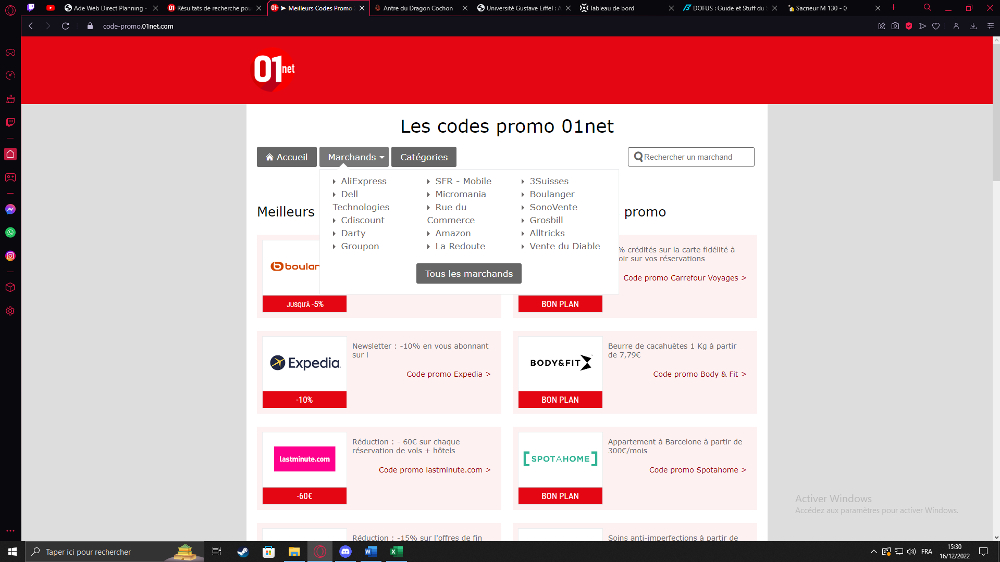 Ade Web Direct Planning -
Résultats de recherche pou
➤ Meilleurs Codes Promo
Antre du Dragon Cochon
Université Gustave Eiffel : A
Tableau de bord
DOFUS : Guide et Stuff du S
Sacrieur M 130 - 0
code-promo.01net.com
01net
Les codes promo 01net
Accueil
Marchands
Catégories
Rechercher un marchand
AliExpress
Dell
Technologies
Cdiscount
Darty
Groupon
SFR - Mobile
Micromania
Rue du
Commerce
Amazon
La Redoute
3Suisses
Boulanger
SonoVente
Grosbill
Alltricks
Vente du Diable
Tous les marchands
Meilleurs
promo
boular
JUSQU'À -5%
% crédités sur la carte fidélité à
oir sur vos réservations
Code promo Carrefour Voyages >
BON PLAN
Expedia
-10%
Newsletter : -10% en vous abonnant
sur l
Code promo Expedia >
BODY&FIT
BON PLAN
Beurre de cacahuètes 1 Kg à partir
de 7,79€
Code promo Body & Fit >
lastminute.com
-60€
Réduction : - 60€ sur chaque
réservation de vols + hôtels
Code promo lastminute.com >
SPOTAHOME
BON PLAN
Appartement à Barcelone à partir de
300€/mois
Code promo Spotahome >
Réduction : -15% sur l'offres de fin
Soins anti-imperfections à partir de
Activer Windows
Accédez aux paramètres pour activer Windows.
Taper ici pour rechercher
FRA
15:30
16/12/2022